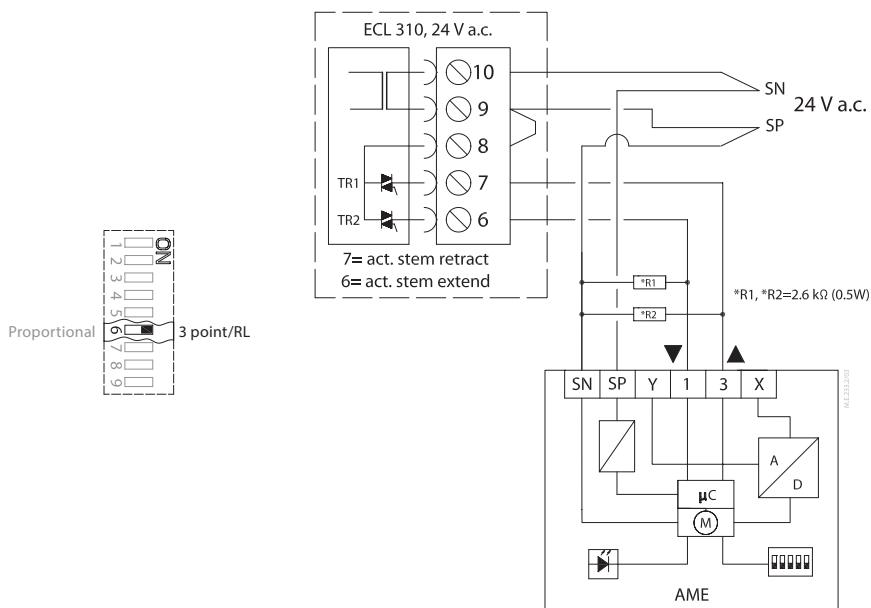 ECL 310, 24 V a.c.
10
9
8
7
6
TR1
TR2
7= act. stem retract
6= act. stem extend
SN
24 V a.c.
SP
*R1
*R2
*R1, *R2=2.6 kΩ (0.5W)
ON
1
2
3
4
5
Proportional
6
3 point/RL
7
8
9
SN SP Y 1 3 X
A
D
µC
M
AME